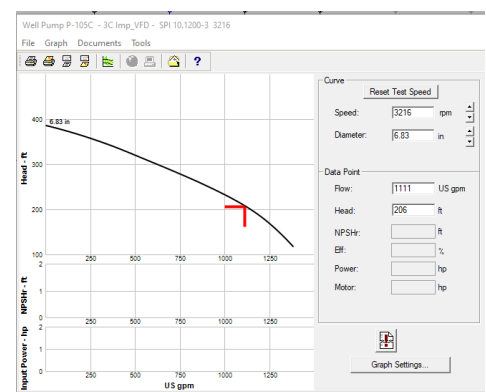 Well Pump P-105C - 3C Imp_VFD - SPI 10.1200-3 3216
File Graph Documents Tools
?
Curve
Reset Test Speed
Speed: 3216 rpm
Diameter: 6.83 in
Data Point
Flow: 1111 US gpm
Head: 206 ft
NPSHr: ft
Eff: %
Power: hp
Motor: hp
Graph Settings...
6.83 in
Head - ft
400
300
200
100
250 500 750 1000 1250
NPSHr - ft
2
1
0
250 500 750 1000 1250
Input Power - hp
2
1
0
250 500 750 1000 1250
US gpm